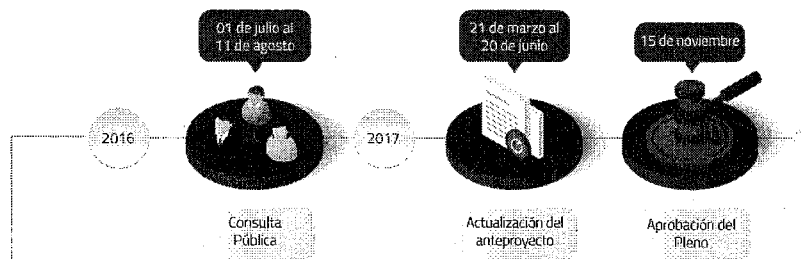 01 de julio al
11 de agosto
21 de marzo al
20 de junio
15 de noviembre
2016
2017
Consulta
Pública
Actualización del
anteproyecto
Aprobación del
Pleno